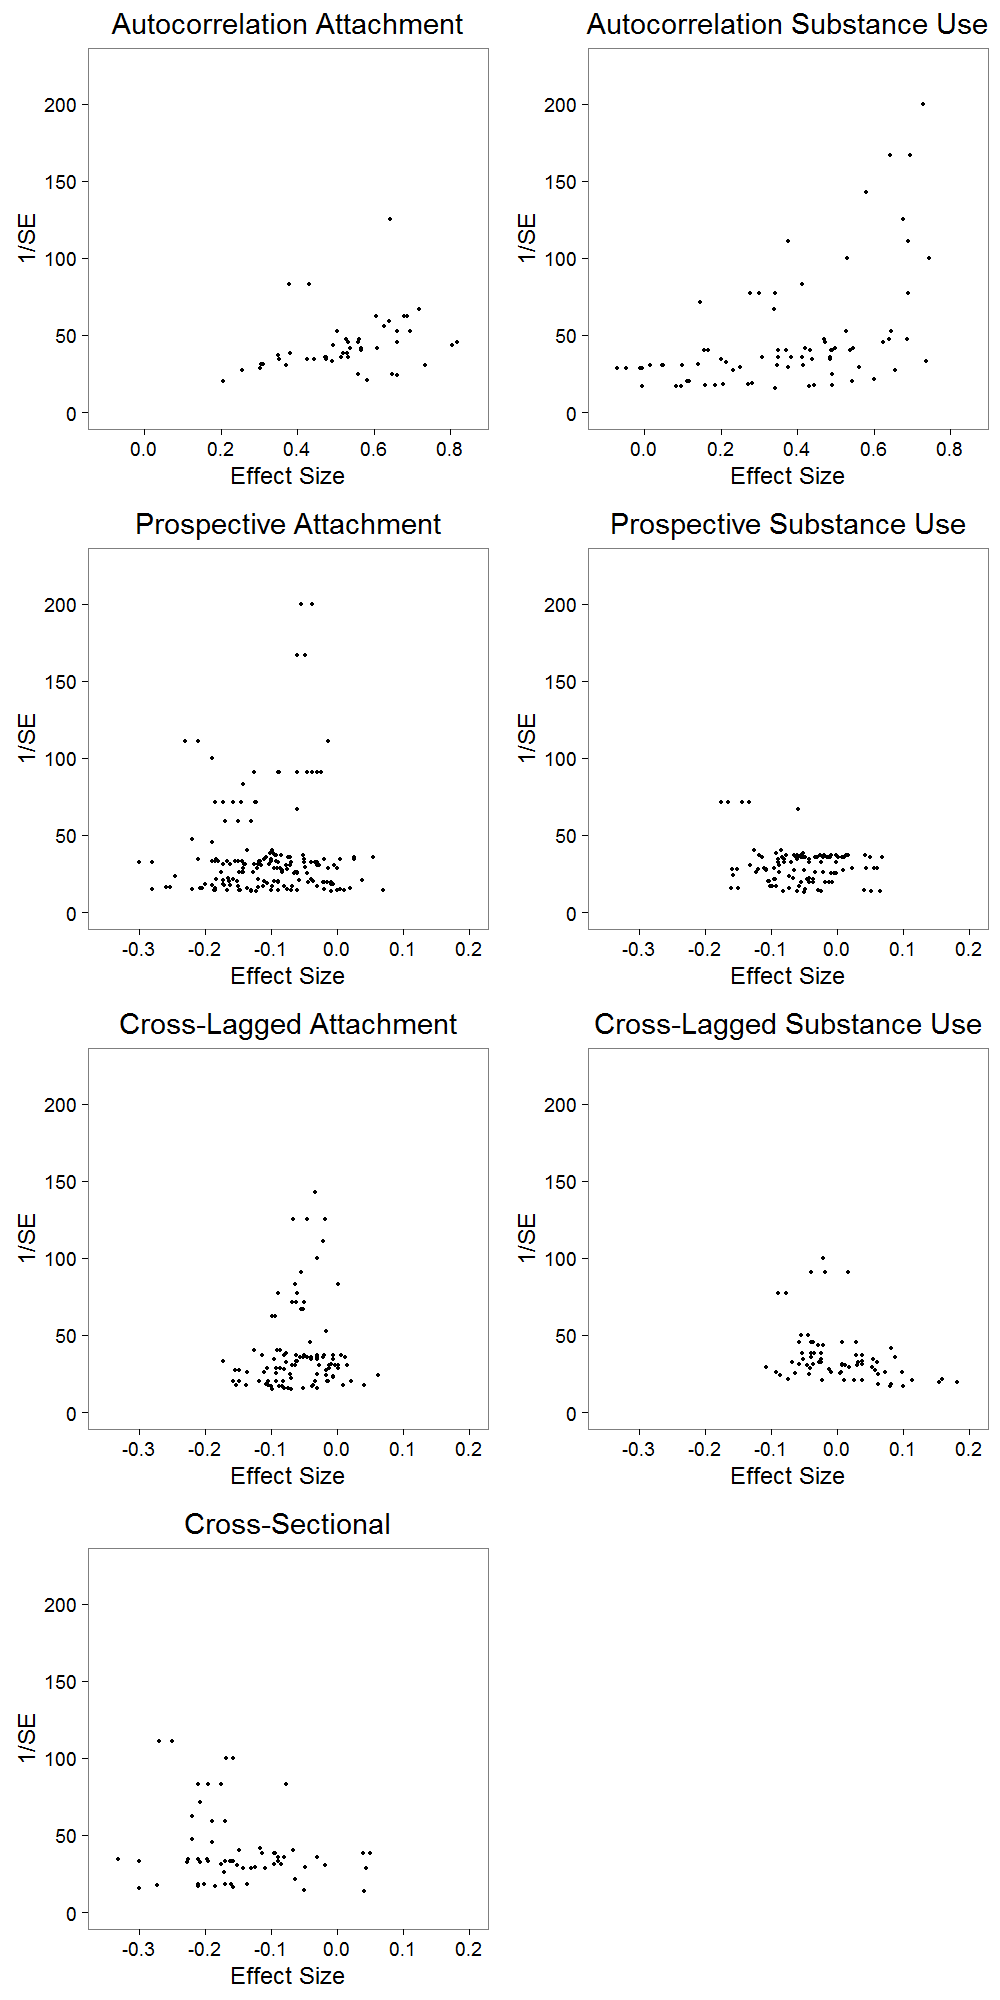 Autocorrelation Attachment
200
150
100
50
0
1/SE
0.0 0.2 0.4 0.6 0.8
Effect Size
Autocorrelation Substance Use
200
150
100
50
0
1/SE
0.0 0.2 0.4 0.6 0.8
Effect Size
Prospective Attachment
200
150
100
50
0
1/SE
-0.3 -0.2 -0.1 0.0 0.1 0.2
Effect Size
Prospective Substance Use
200
150
100
50
0
1/SE
-0.3 -0.2 -0.1 0.0 0.1 0.2
Effect Size
Cross-Lagged Attachment
200
150
100
50
0
1/SE
-0.3 -0.2 -0.1 0.0 0.1 0.2
Effect Size
Cross-Lagged Substance Use
200
150
100
50
0
1/SE
-0.3 -0.2 -0.1 0.0 0.1 0.2
Effect Size
Cross-Sectional
200
150
100
50
0
1/SE
-0.3 -0.2 -0.1 0.0 0.1 0.2
Effect Size